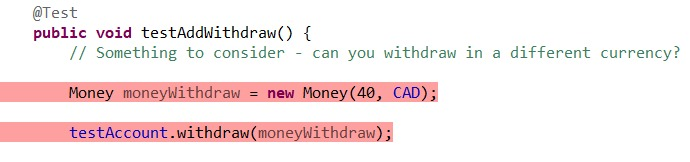 @Test
public void testAddWithdraw() {
// Something to consider - can you withdraw in a different currency?
Money moneyWithdraw = new Money(40, CAD);
testAccount.withdraw(moneyWithdraw);